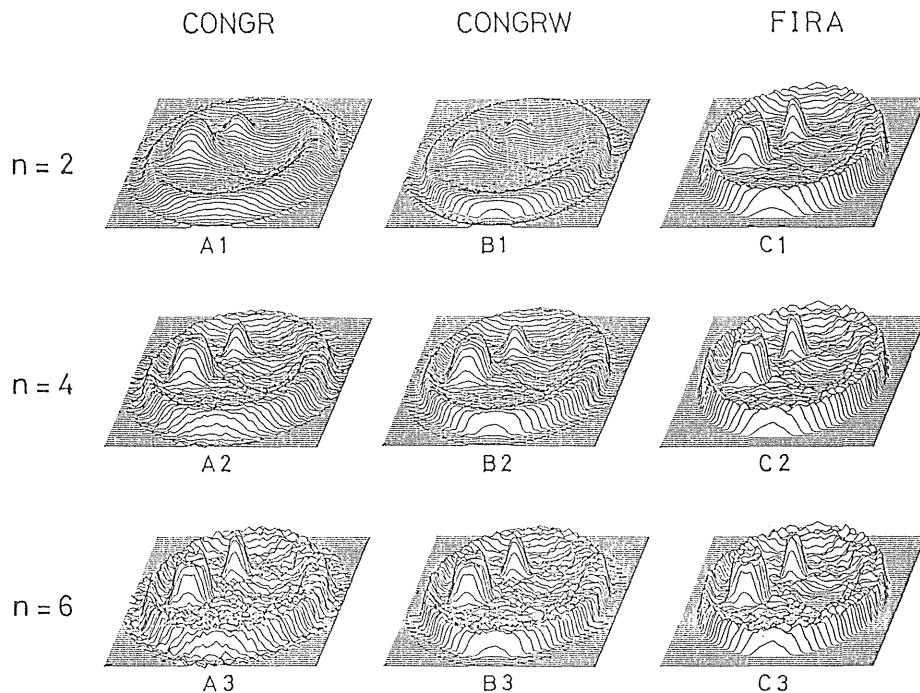 CONGR CONGRW FIRA
n = 2
A1 B1 C1
n = 4
A2 B2 C2
n = 6
A3 B3 C3